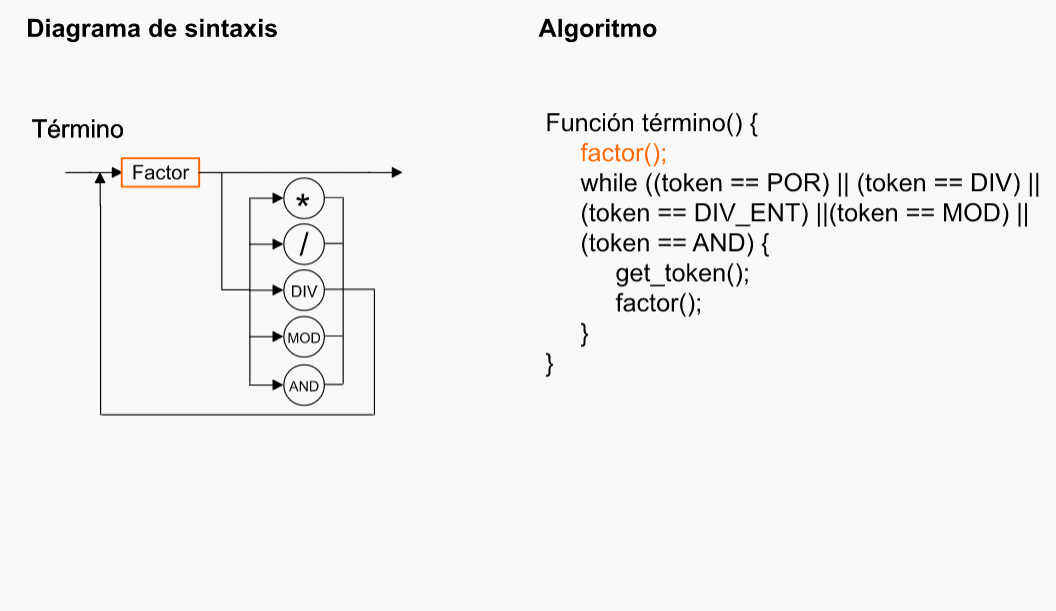 Diagrama de sintaxis
Algoritmo
Término
Factor
*
/
DIV
MOD
AND
Función término() {
factor();
while ((token == POR) || (token == DIV) ||
(token == DIV_ENT) ||(token == MOD) ||
(token == AND) {
get_token();
factor();
}
}